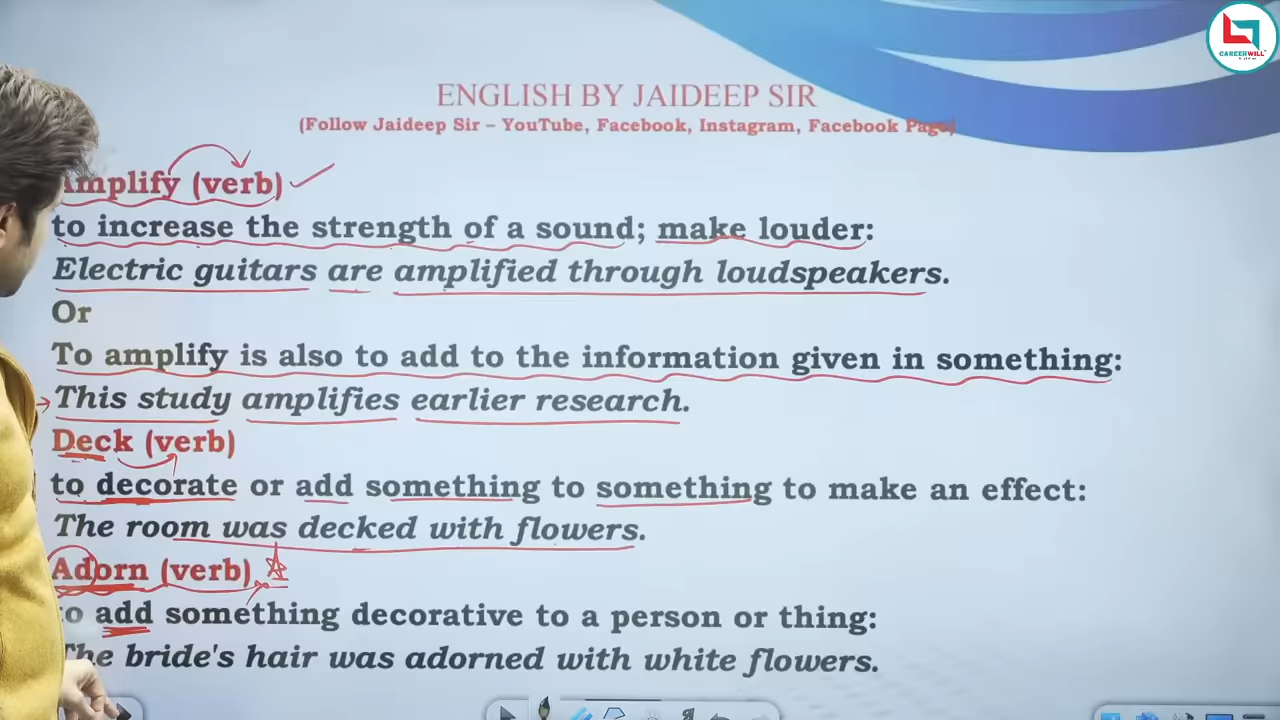 CAREERWILL
ENGLISH BY JAIDEEP SIR
(Follow Jaideep Sir – YouTube, Facebook, Instagram, Facebook Page)
Amplify (verb)
to increase the strength of a sound; make louder:
Electric guitars are amplified through loudspeakers.
Or
To amplify is also to add to the information given in something:
This study amplifies earlier research.
Deck (verb)
to decorate or add something to something to make an effect:
The room was decked with flowers.
Adorn (verb)
to add something decorative to a person or thing:
The bride's hair was adorned with white flowers.